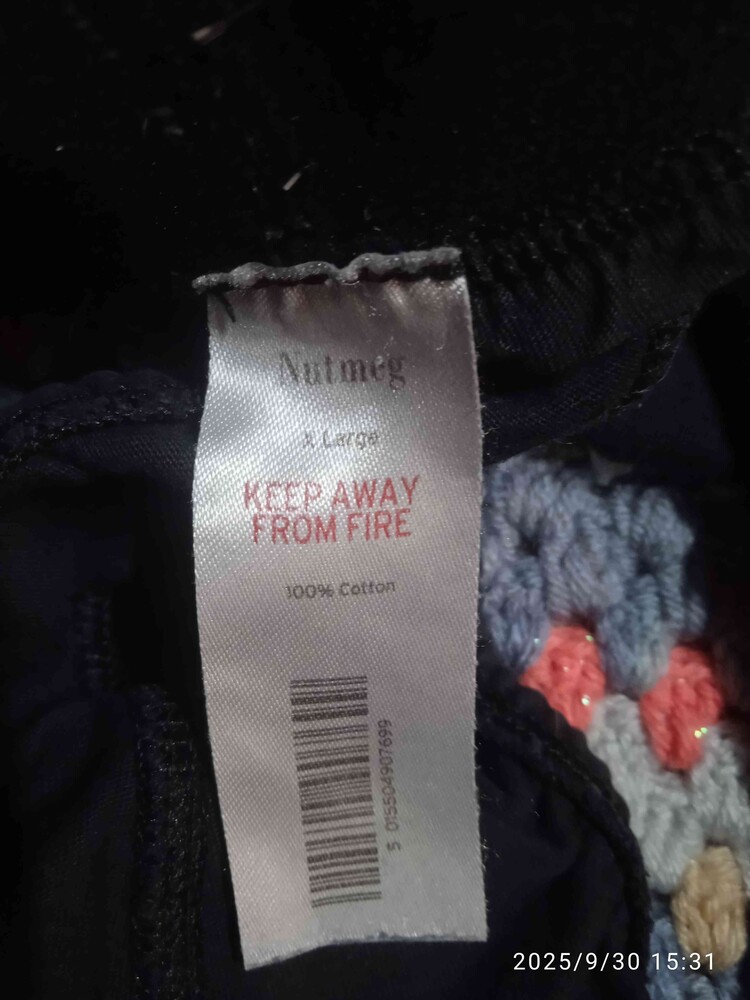 Nutmeg
X Large
KEEP AWAY
FROM FIRE
100% Cotton
5 015504907699
2025/9/30 15:31